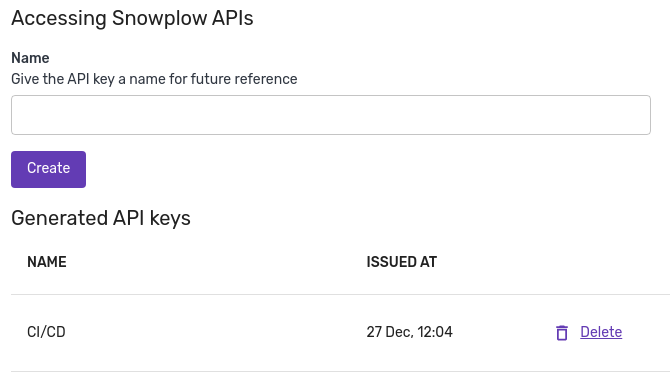 Accessing Snowplow APIs
Name
Give the API key a name for future reference
Create
Generated API keys
NAME ISSUED AT
CI/CD 27 Dec, 12:04 Delete